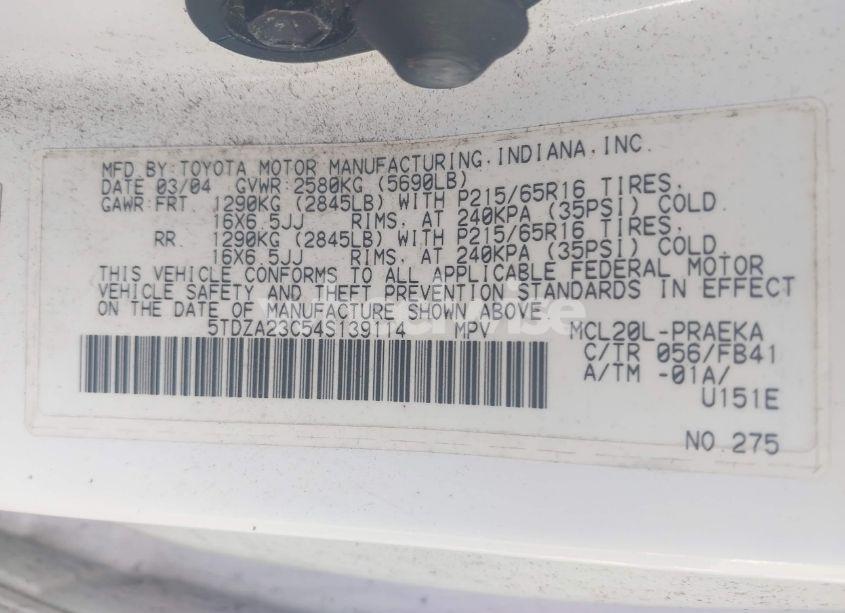 MFD.BY:TOYOTA MOTOR MANUFACTURING,INDIANA,INC.
DATE 03/04 GVWR:2580KG (5690LB)
GAWR:FRT. 1290KG (2845LB) WITH P215/65R16 TIRES,
16X6.5JJ RIMS, AT 240KPA (35PSI) COLD.
RR. 1290KG (2845LB) WITH P215/65R16 TIRES,
16X6.5JJ RIMS, AT 240KPA (35PSI) COLD.
THIS VEHICLE CONFORMS TO ALL APPLICABLE FEDERAL MOTOR
VEHICLE SAFETY AND THEFT PREVENTION STANDARDS IN EFFECT
ON THE DATE OF MANUFACTURE SHOWN ABOVE.
5TDZA23C54S139114 MPV MCL20L-PRAEKA
C/TR 056/FB41
A/TM -01A/
U151E
NO.275